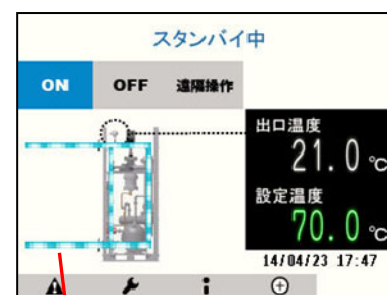 スタンバイ中
ON OFF 遠隔操作
出口温度
21.0 ℃
設定温度
70.0 ℃
14/04/23 17:47